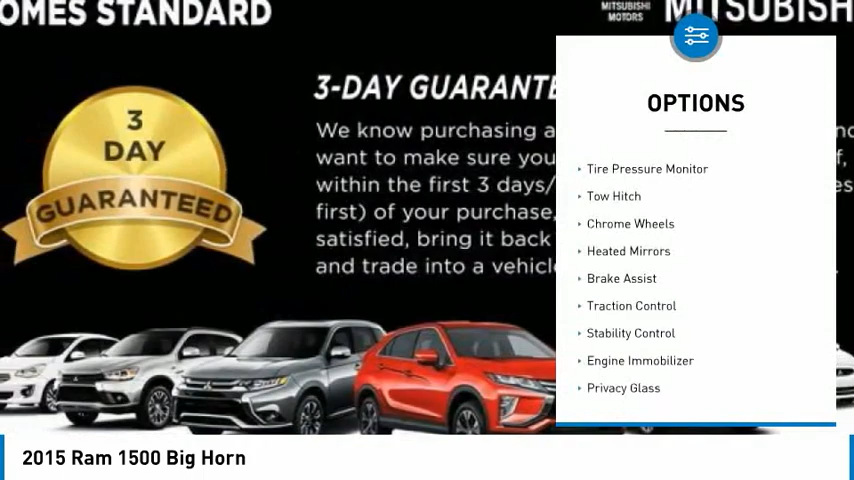 OMES STANDARD
MITSUBISHI
MOTORS
MITSUBISH
3
DAY
GUARANTEED
3-DAY GUARANTE
We know purchasing a
want to make sure you
within the first 3 days/
first) of your purchase,
satisfied, bring it back
and trade into a vehicle
OPTIONS
Tire Pressure Monitor
Tow Hitch
Chrome Wheels
Heated Mirrors
Brake Assist
Traction Control
Stability Control
Engine Immobilizer
Privacy Glass
2015 Ram 1500 Big Horn